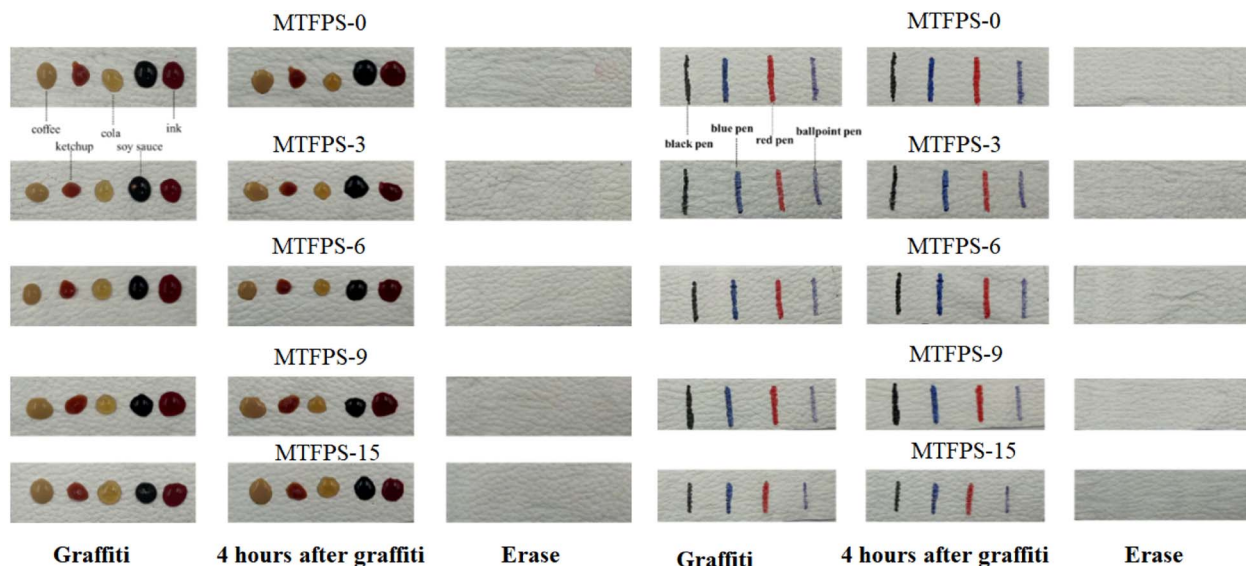 MTFPS-0
MTFPS-0
coffee
ketchup
cola
soy sauce
ink
black pen
blue pen
red pen
ballpoint pen
MTFPS-3
MTFPS-3
MTFPS-6
MTFPS-6
MTFPS-9
MTFPS-9
MTFPS-15
MTFPS-15
Graffiti
4 hours after graffiti
Erase
Graffiti
4 hours after graffiti
Erase